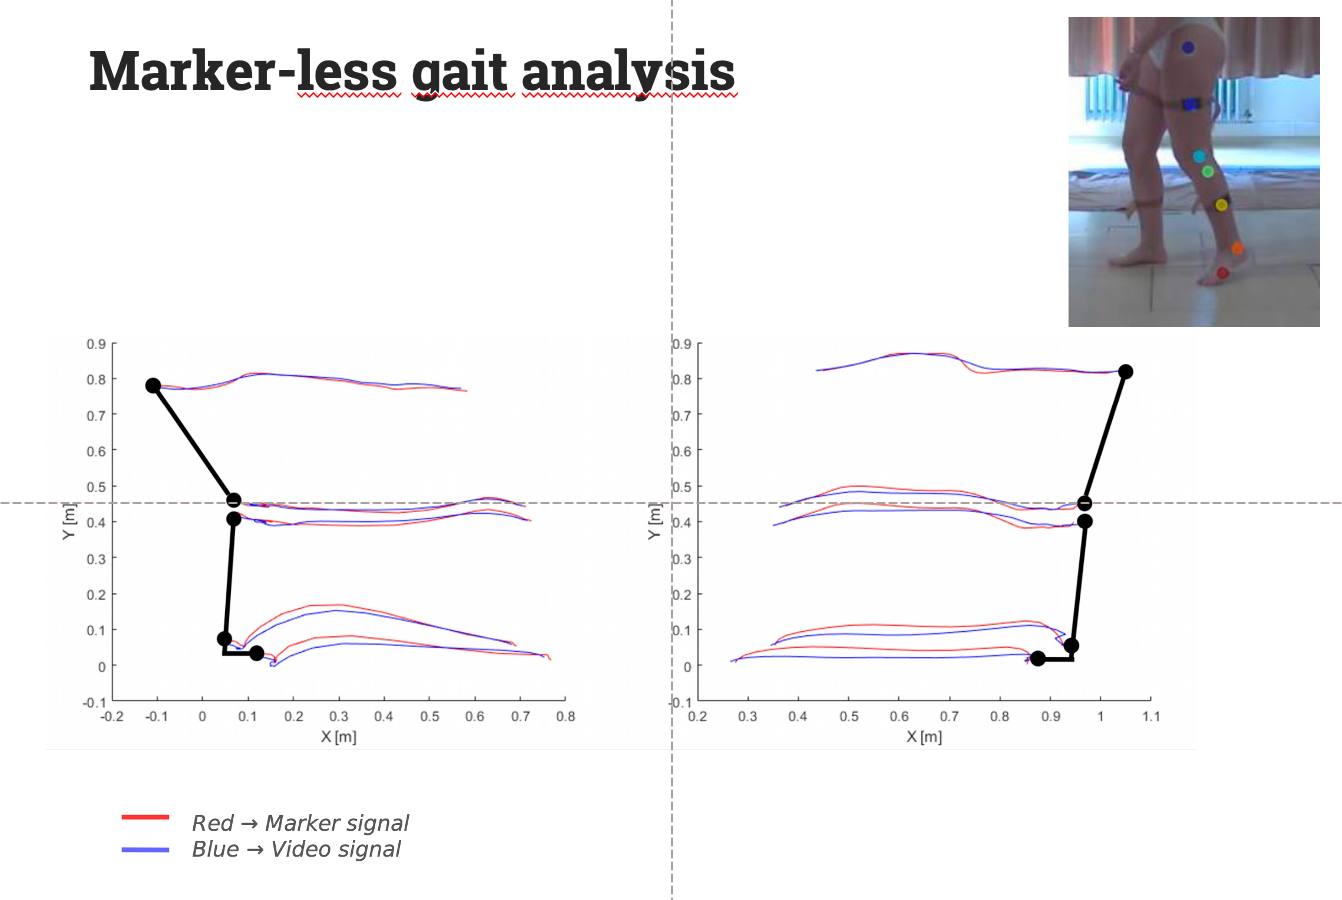 Marker-less gait analysis
0.9
0.8
0.7
0.6
0.5
0.4
0.3
0.2
0.1
0
-0.1
Y [m]
-0.2 -0.1 0 0.1 0.2 0.3 0.4 0.5 0.6 0.7 0.8
X [m]
0.9
0.8
0.7
0.6
0.5
0.4
0.3
0.2
0.1
0
-0.1
Y [m]
0.2 0.3 0.4 0.5 0.6 0.7 0.8 0.9 1 1.1
X [m]
Red → Marker signal
Blue → Video signal